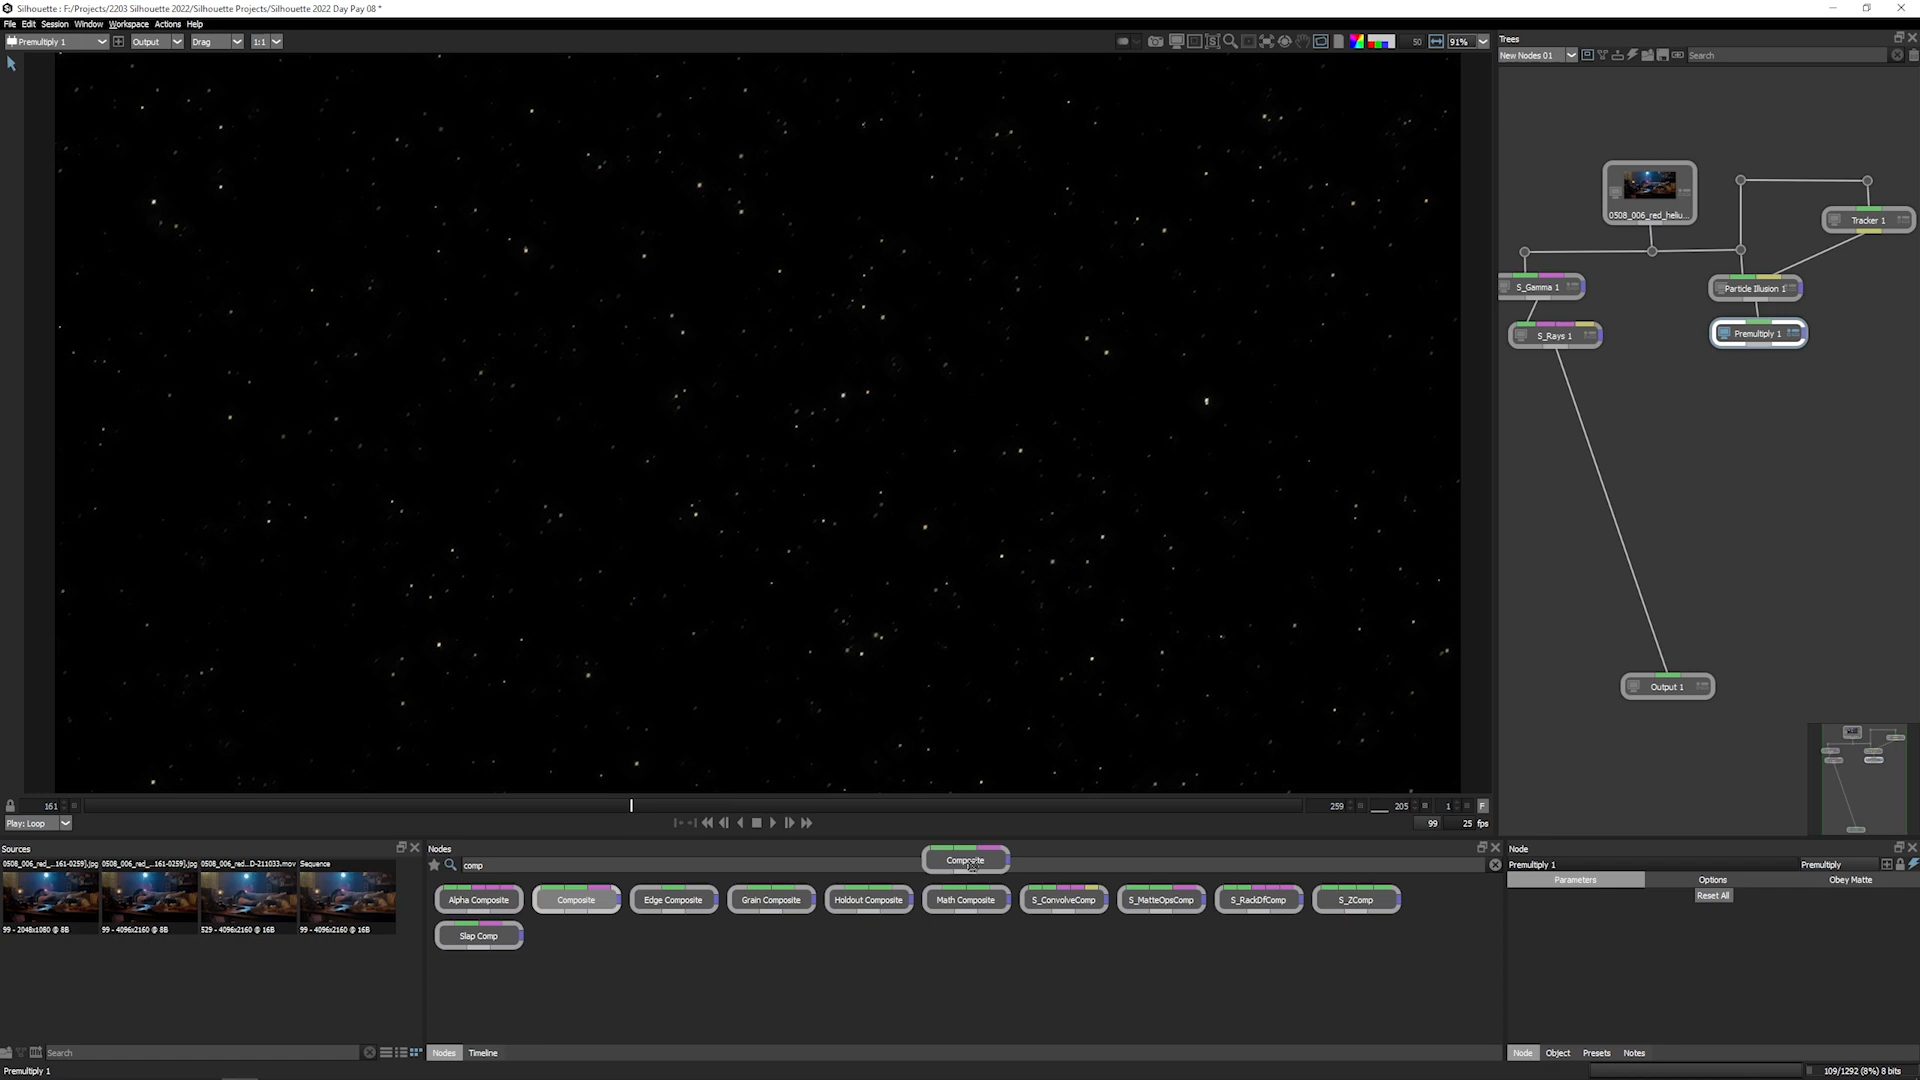 Silhouette : F:/Projects/2203 Silhouette 2022/Silhouette Projects/Silhouette 2022 Day Pay 08 *
File Edit Session Window Workspace Actions Help
Premultiply 1 Output Drag 1:1 50 91%
Trees
New Nodes 01 Search
0508_006_red_heliu...
Tracker 1
S_Gamma 1
Particle Illusion 1
S_Rays 1
Premultiply 1
Output 1
161 259 205 1 F
Play: Loop 99 25 fps
Sources
0508_006_red_...161-0259].jpg 0508_006_red_...161-0259].jpg 0508_006_red...D-211033.mov Sequence
99 - 2048x1080 @ 8B 99 - 4096x2160 @ 8B 529 - 4096x2160 @ 16B 99 - 4096x2160 @ 16B
Search
Nodes
comp
Composite
Alpha Composite Composite Edge Composite Grain Composite Holdout Composite Math Composite S_ConvolveComp S_MatteOpsComp S_RackDfComp S_ZComp
Slap Comp
Nodes Timeline
Node
Premultiply 1 Premultiply
Parameters Options Obey Matte
Reset All
Node Object Presets Notes
Premultiply 1 109/1292 (8%) 8 bits